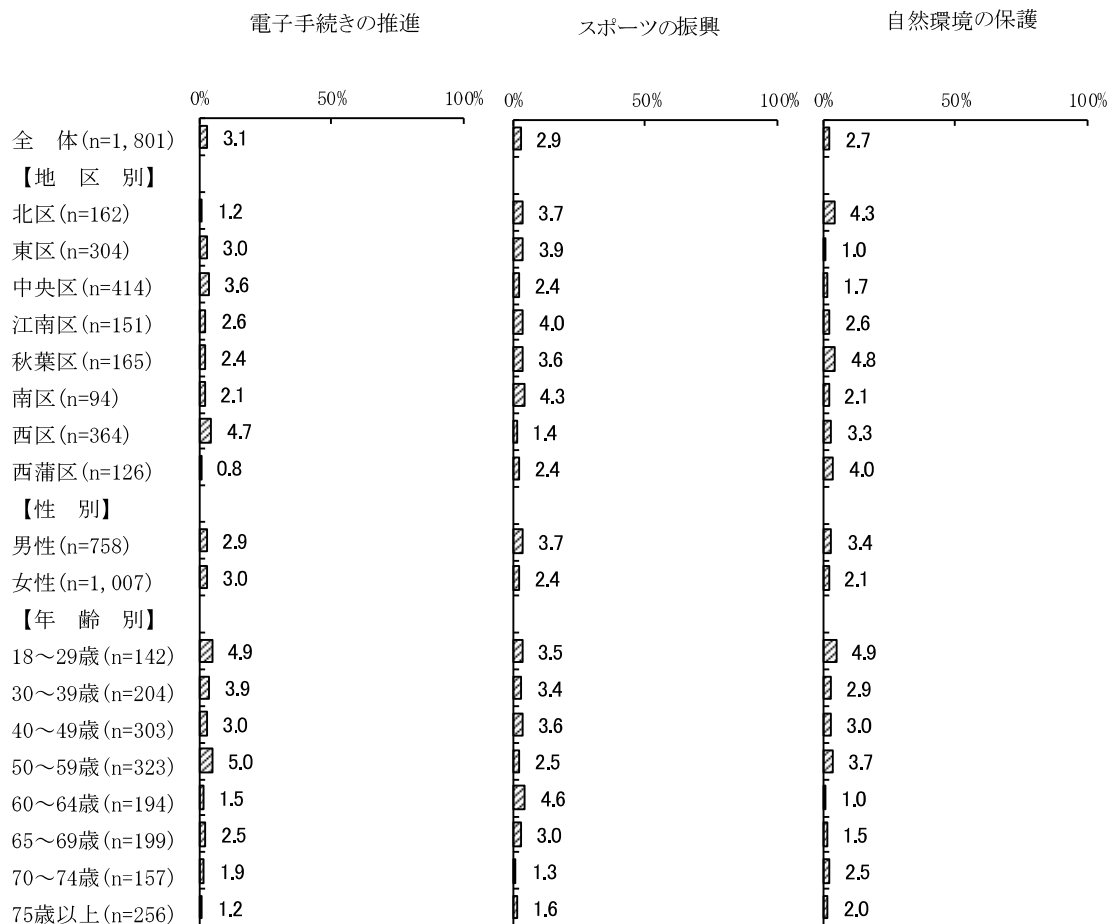 電子手続きの推進 スポーツの振興 自然環境の保護
0% 50% 100% 0% 50% 100% 0% 50% 100%
全 体(n=1,801) 3.1 2.9 2.7
【地 区 別】
北区(n=162) 1.2 3.7 4.3
東区(n=304) 3.0 3.9 1.0
中央区(n=414) 3.6 2.4 1.7
江南区(n=151) 2.6 4.0 2.6
秋葉区(n=165) 2.4 3.6 4.8
南区(n=94) 2.1 4.3 2.1
西区(n=364) 4.7 1.4 3.3
西蒲区(n=126) 0.8 2.4 4.0
【性 別】
男性(n=758) 2.9 3.7 3.4
女性(n=1,007) 3.0 2.4 2.1
【年 齢 別】
18～29歳(n=142) 4.9 3.5 4.9
30～39歳(n=204) 3.9 3.4 2.9
40～49歳(n=303) 3.0 3.6 3.0
50～59歳(n=323) 5.0 2.5 3.7
60～64歳(n=194) 1.5 4.6 1.0
65～69歳(n=199) 2.5 3.0 1.5
70～74歳(n=157) 1.9 1.3 2.5
75歳以上(n=256) 1.2 1.6 2.0